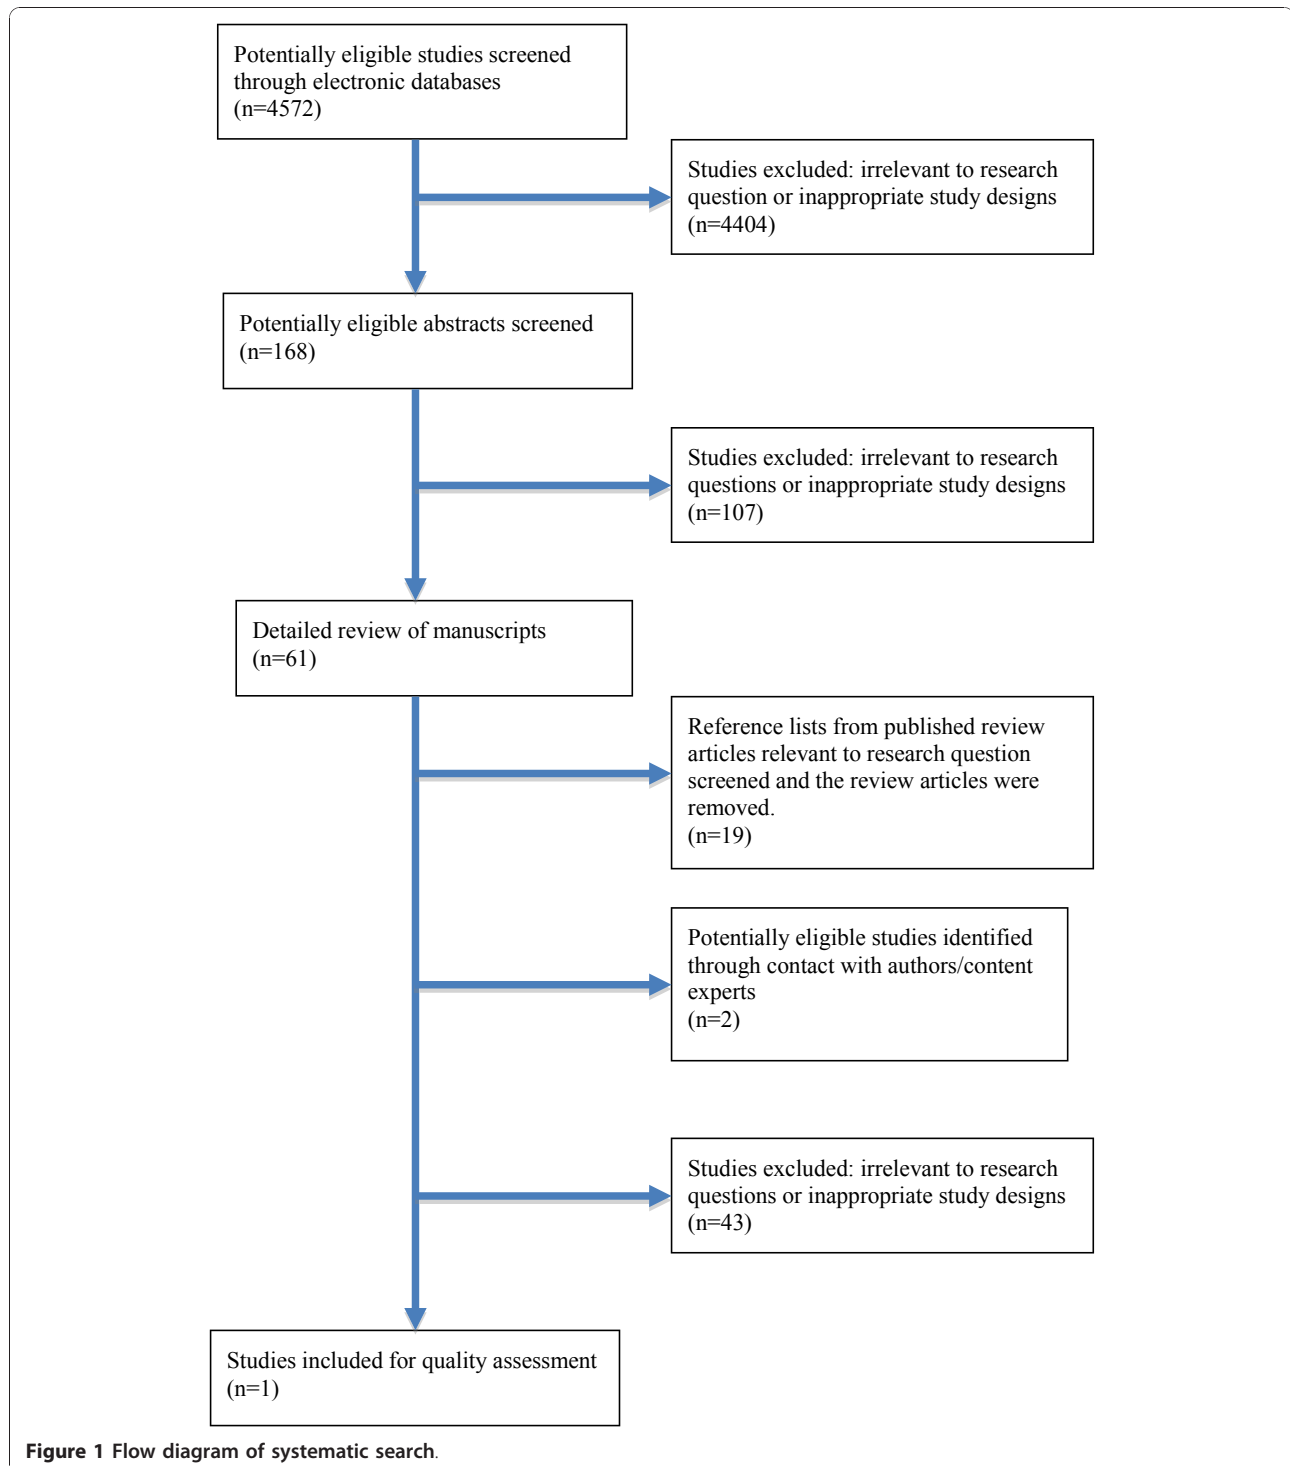 Potentially eligible studies screened
through electronic databases
(n=4572)
Studies excluded: irrelevant to research
question or inappropriate study designs
(n=4404)
Potentially eligible abstracts screened
(n=168)
Studies excluded: irrelevant to research
questions or inappropriate study designs
(n=107)
Detailed review of manuscripts
(n=61)
Reference lists from published review
articles relevant to research question
screened and the review articles were
removed.
(n=19)
Potentially eligible studies identified
through contact with authors/content
experts
(n=2)
Studies excluded: irrelevant to research
questions or inappropriate study designs
(n=43)
Studies included for quality assessment
(n=1)
Figure 1 Flow diagram of systematic search.